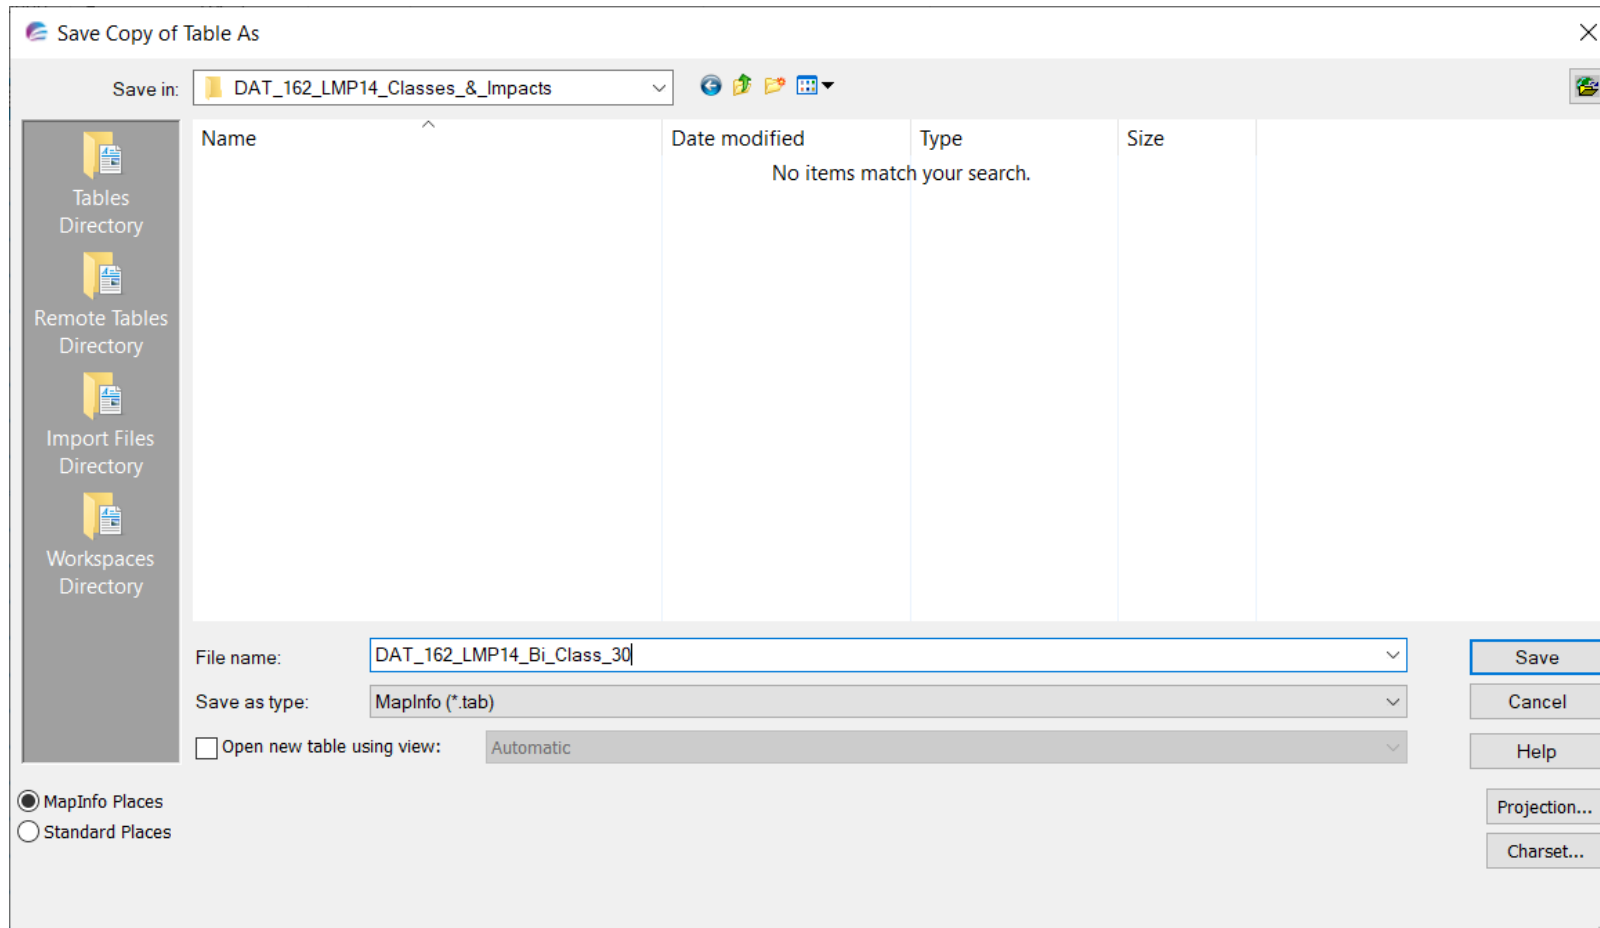 Save Copy of Table As
Save in: DAT_162_LMP14_Classes_&_Impacts
Name Date modified Type Size
No items match your search.
Tables
Directory
Remote Tables
Directory
Import Files
Directory
Workspaces
Directory
File name: DAT_162_LMP14_Bi_Class_30 Save
Save as type: MapInfo (*.tab) Cancel
Open new table using view: Automatic Help
MapInfo Places Projection...
Standard Places
Charset...